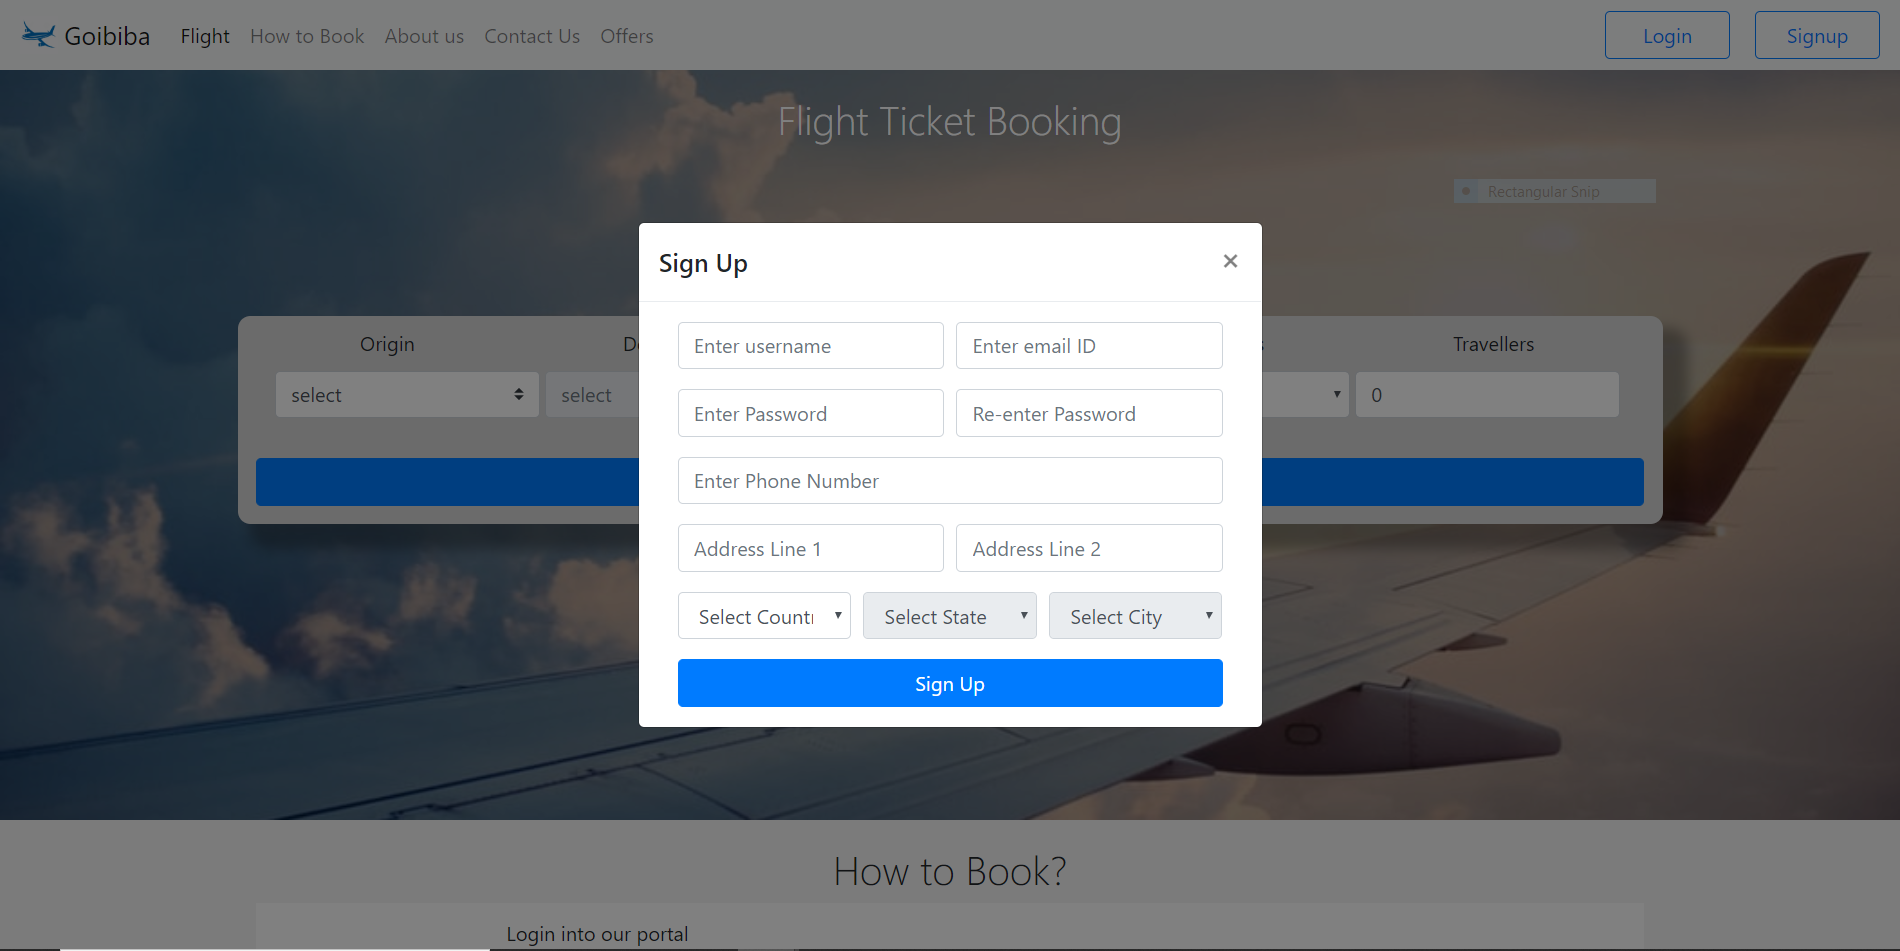 Goibiba Flight How to Book About us Contact Us Offers Login Signup
Flight Ticket Booking
Rectangular Snip
Sign Up ×
Origin Travellers
select select 0
Enter username Enter email ID
Enter Password Re-enter Password
Enter Phone Number
Address Line 1 Address Line 2
Select Countr Select State Select City
Sign Up
How to Book?
Login into our portal